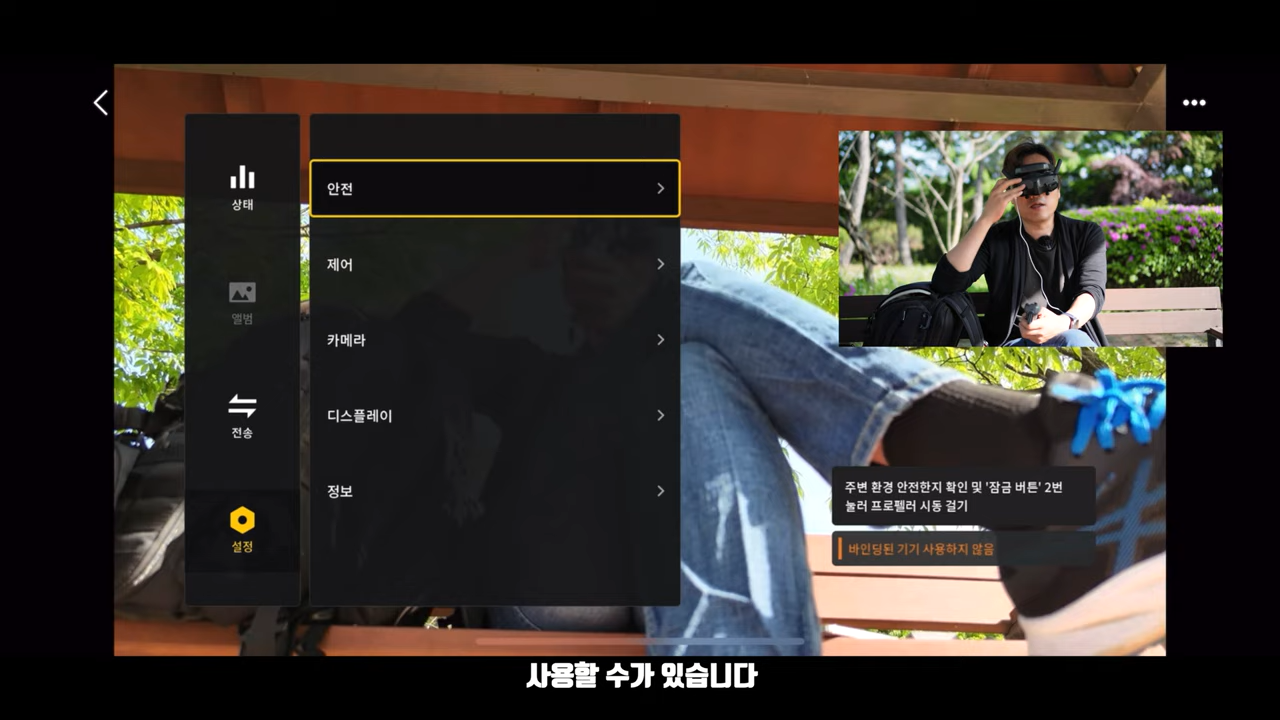 상태
앨범
전송
설정
안전
제어
카메라
디스플레이
정보
주변 환경 안전한지 확인 및 '잠금 버튼' 2번
눌러 프로펠러 시동 걸기
바인딩된 기기 사용하지 않음
사용할 수가 있습니다